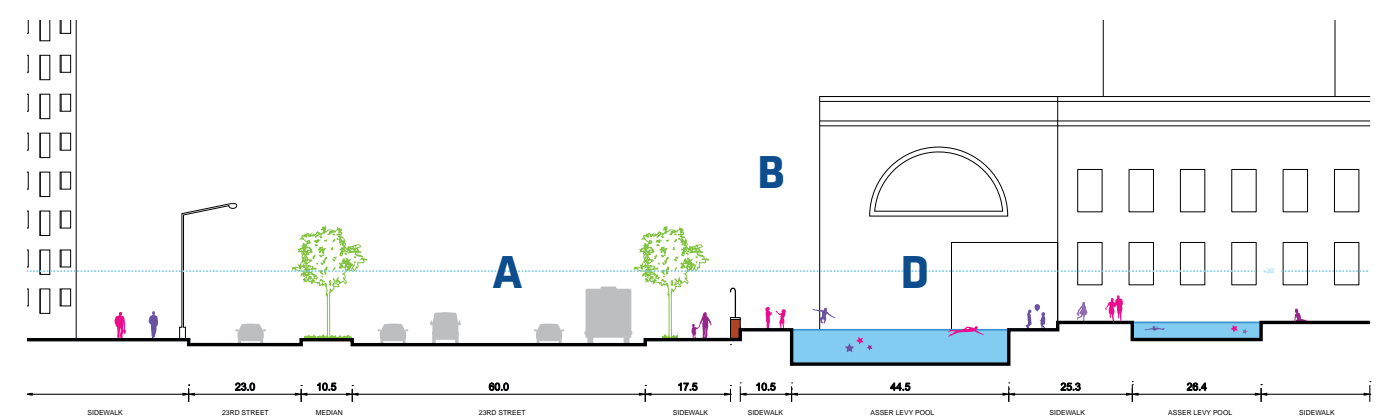 B
A
D
+20'
23.0 10.5 60.0 17.5 10.5 44.5 25.3 26.4
SIDEWALK 23RD STREET MEDIAN 23RD STREET SIDEWALK SIDEWALK ASSER LEVY POOL SIDEWALK ASSER LEVY POOL SIDEWALK